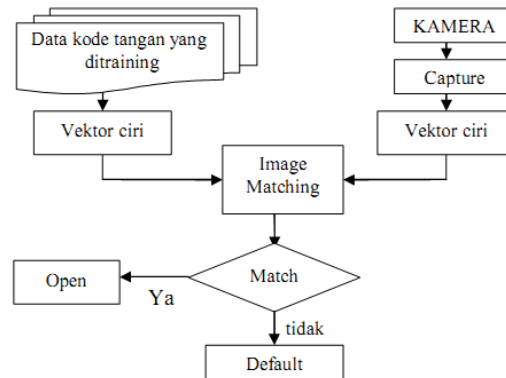 Data kode tangan yang
ditraining
KAMERA
Capture
Vektor ciri
Vektor ciri
Image
Matching
Match
Open
Ya
tidak
Default